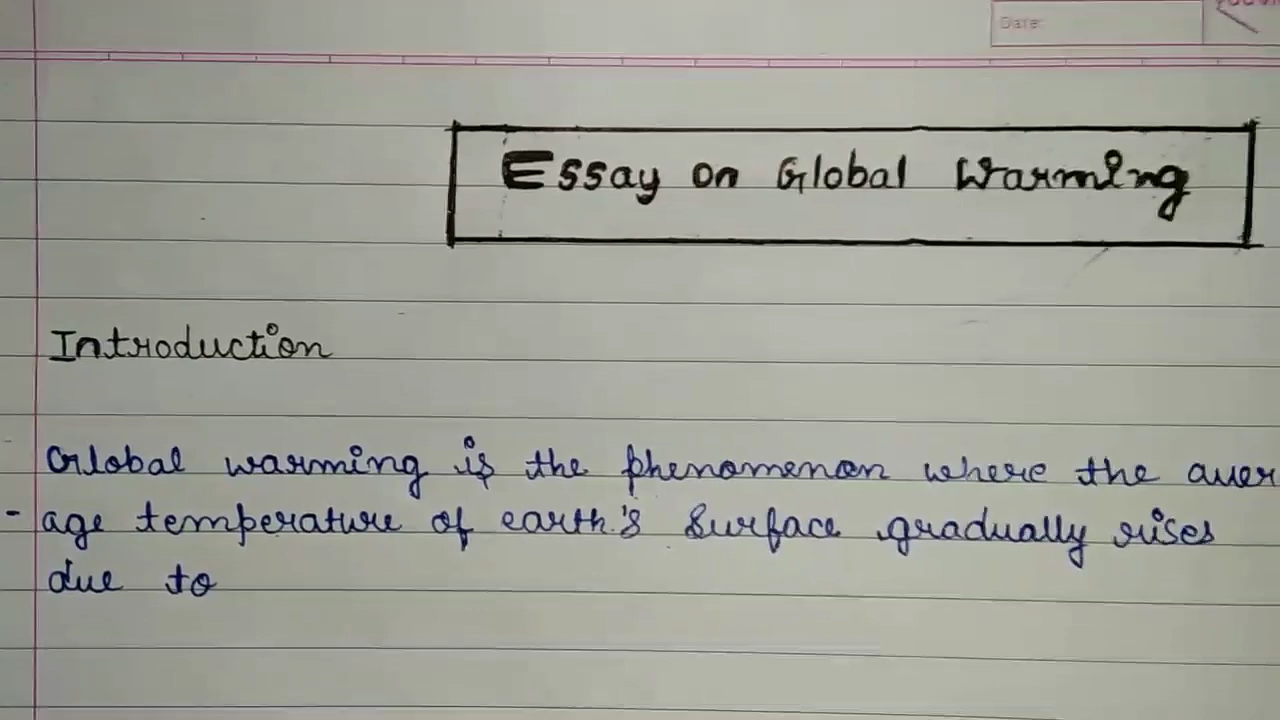 Date:
Essay on Global Warming
Introduction
Global warming is the phenomenon where the aver
- age temperature of earth's surface gradually rises
due to